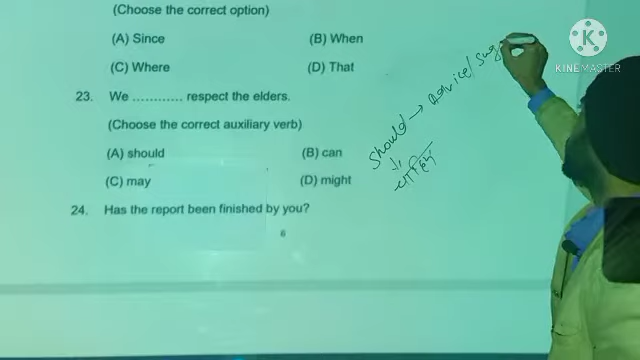 (Choose the correct option)
(A) Since (B) When
(C) Where (D) That
23. We ............ respect the elders.
(Choose the correct auxiliary verb)
(A) should (B) can
(C) may (D) might
24. Has the report been finished by you?
6
should → Advice/Sug
चाहिए
KINEMASTER